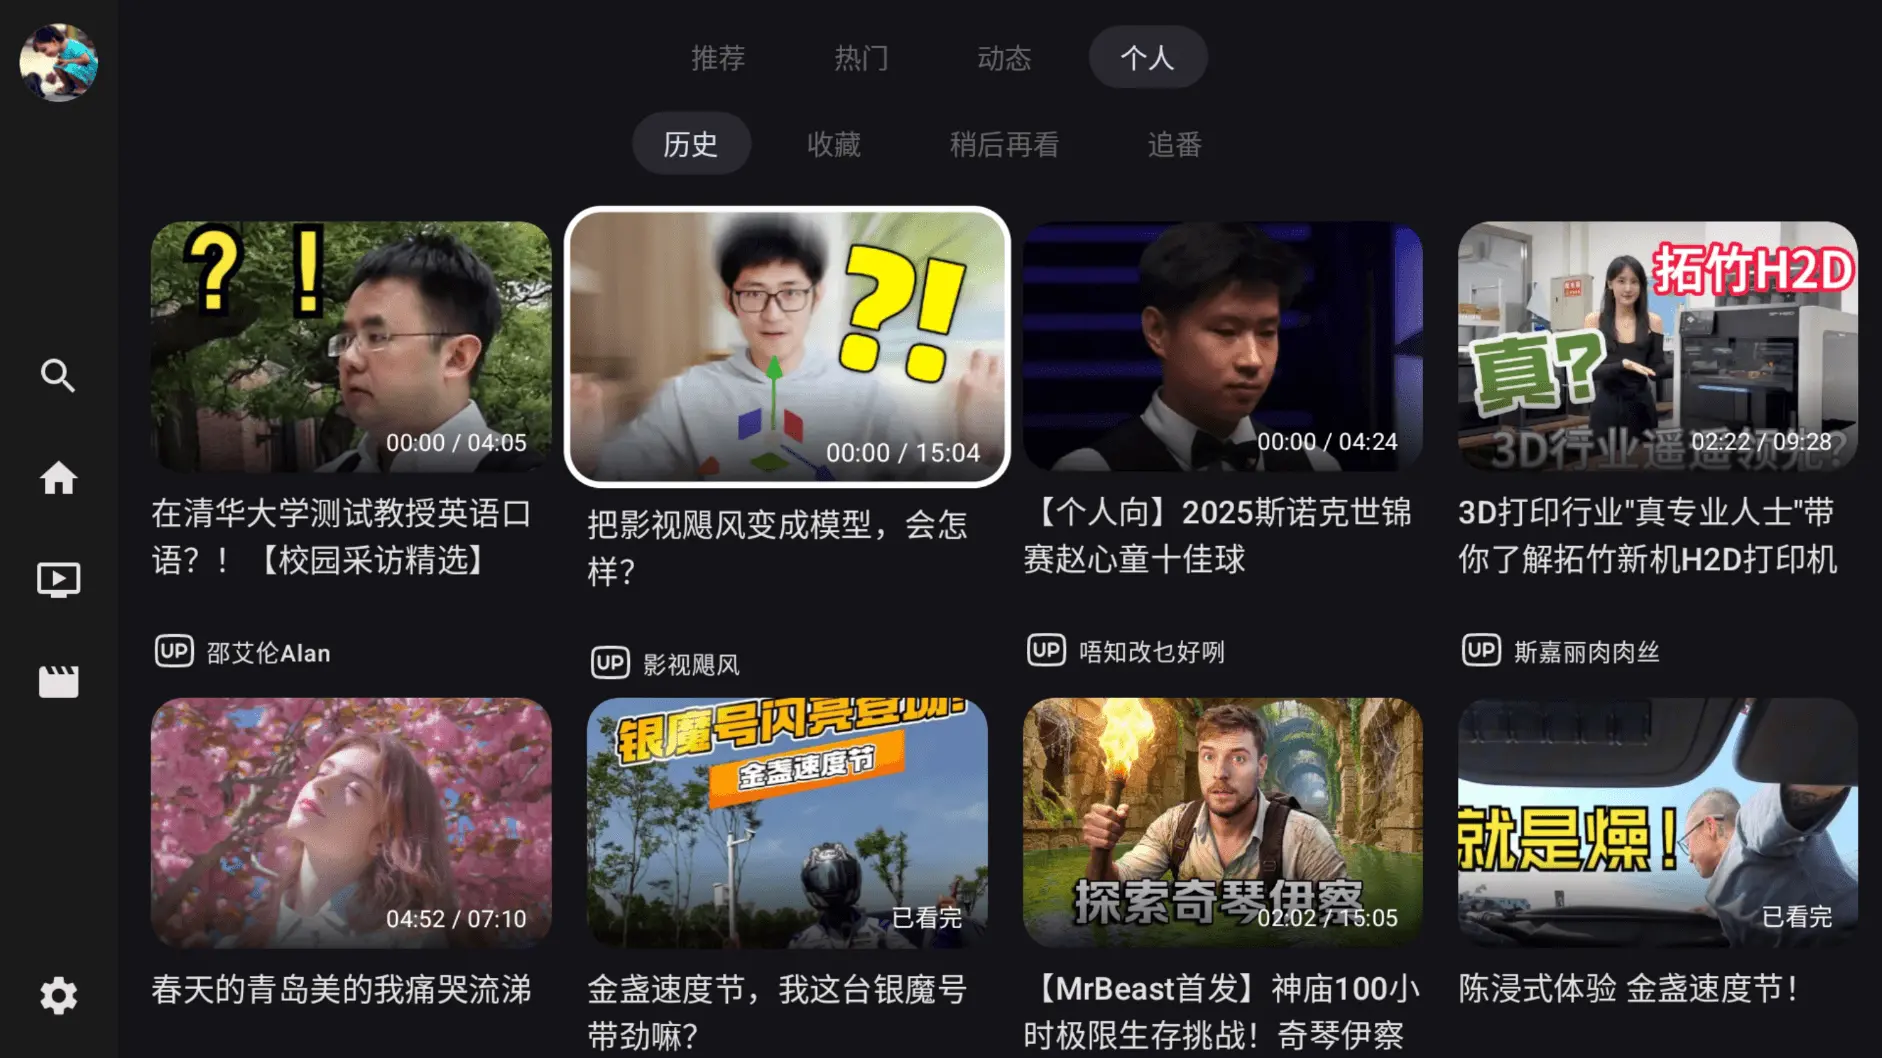 推荐
热门
动态
个人
历史
收藏
稍后再看
追番
？！
00:00 / 04:05
?!
00:00 / 15:04
00:00 / 04:24
拓竹H2D
真？
3D行业遥遥领先？
02:22 / 09:28
在清华大学测试教授英语口
语？！【校园采访精选】
把影视飓风变成模型，会怎
样？
【个人向】2025斯诺克世锦
赛赵心童十佳球
3D打印行业"真专业人士"带
你了解拓竹新机H2D打印机
UP 邵艾伦Alan
UP 影视飓风
UP 唔知改乜好咧
UP 斯嘉丽肉肉丝
04:52 / 07:10
银魔号闪亮登场!
金盏速度节
已看完
探索奇琴伊察
02:02 / 15:05
就是燥！
已看完
春天的青岛美的我痛哭流涕
金盏速度节，我这台银魔号
带劲嘛？
【MrBeast首发】神庙100小
时极限生存挑战！奇琴伊察
陈浸式体验 金盏速度节！